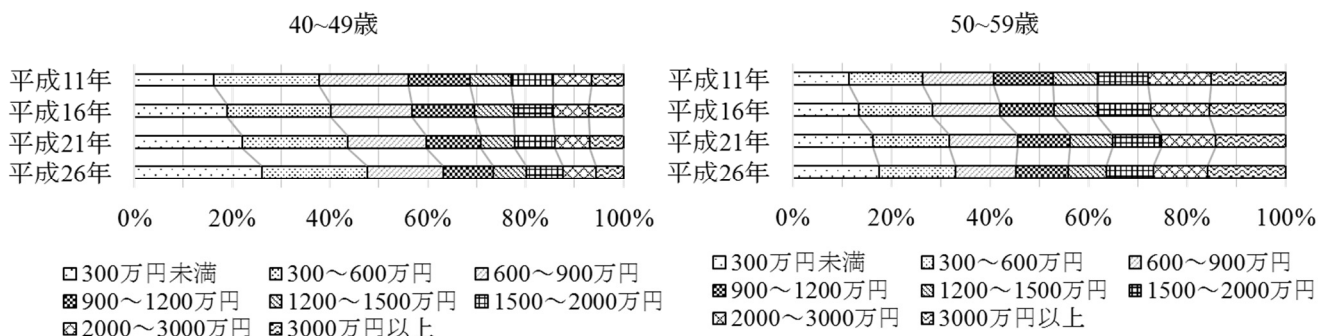 40~49歳
平成11年
平成16年
平成21年
平成26年
0% 20% 40% 60% 80% 100%
□300万円未満 □300～600万円 □600～900万円
□900～1200万円 □1200～1500万円 □1500～2000万円
□2000～3000万円 □3000万円以上
50~59歳
平成11年
平成16年
平成21年
平成26年
0% 20% 40% 60% 80% 100%
□300万円未満 □300～600万円 □600～900万円
□900～1200万円 □1200～1500万円 □1500～2000万円
□2000～3000万円 □3000万円以上